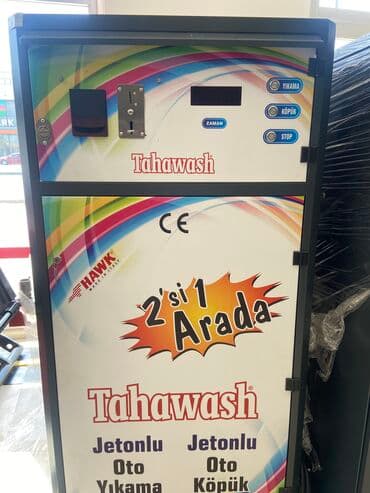 YIKAMA
KÖPÜK
ZAMAN
STOP
Tahawash
CE
HAWK
2'si 1
Arada
Tahawash®
Jetonlu Jetonlu
Oto Oto
Yıkama Köpük